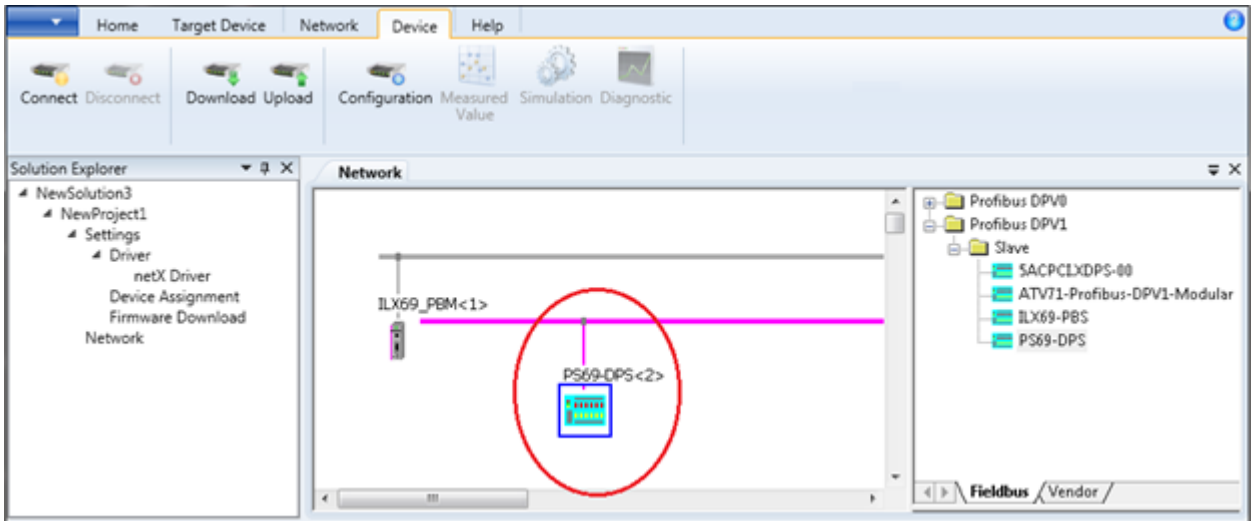 Home Target Device Network Device Help
Connect Disconnect Download Upload Configuration Measured Value Simulation Diagnostic
Solution Explorer
NewSolution3
NewProject1
Settings
Driver
netX Driver
Device Assignment
Firmware Download
Network
Network
ILX69_PBM<1>
PS69-DPS<2>
Profibus DPV0
Profibus DPV1
Slave
5ACPCI.XDPS-00
ATV71-Profibus-DPV1-Modular
ILX69-PBS
PS69-DPS
Fieldbus Vendor